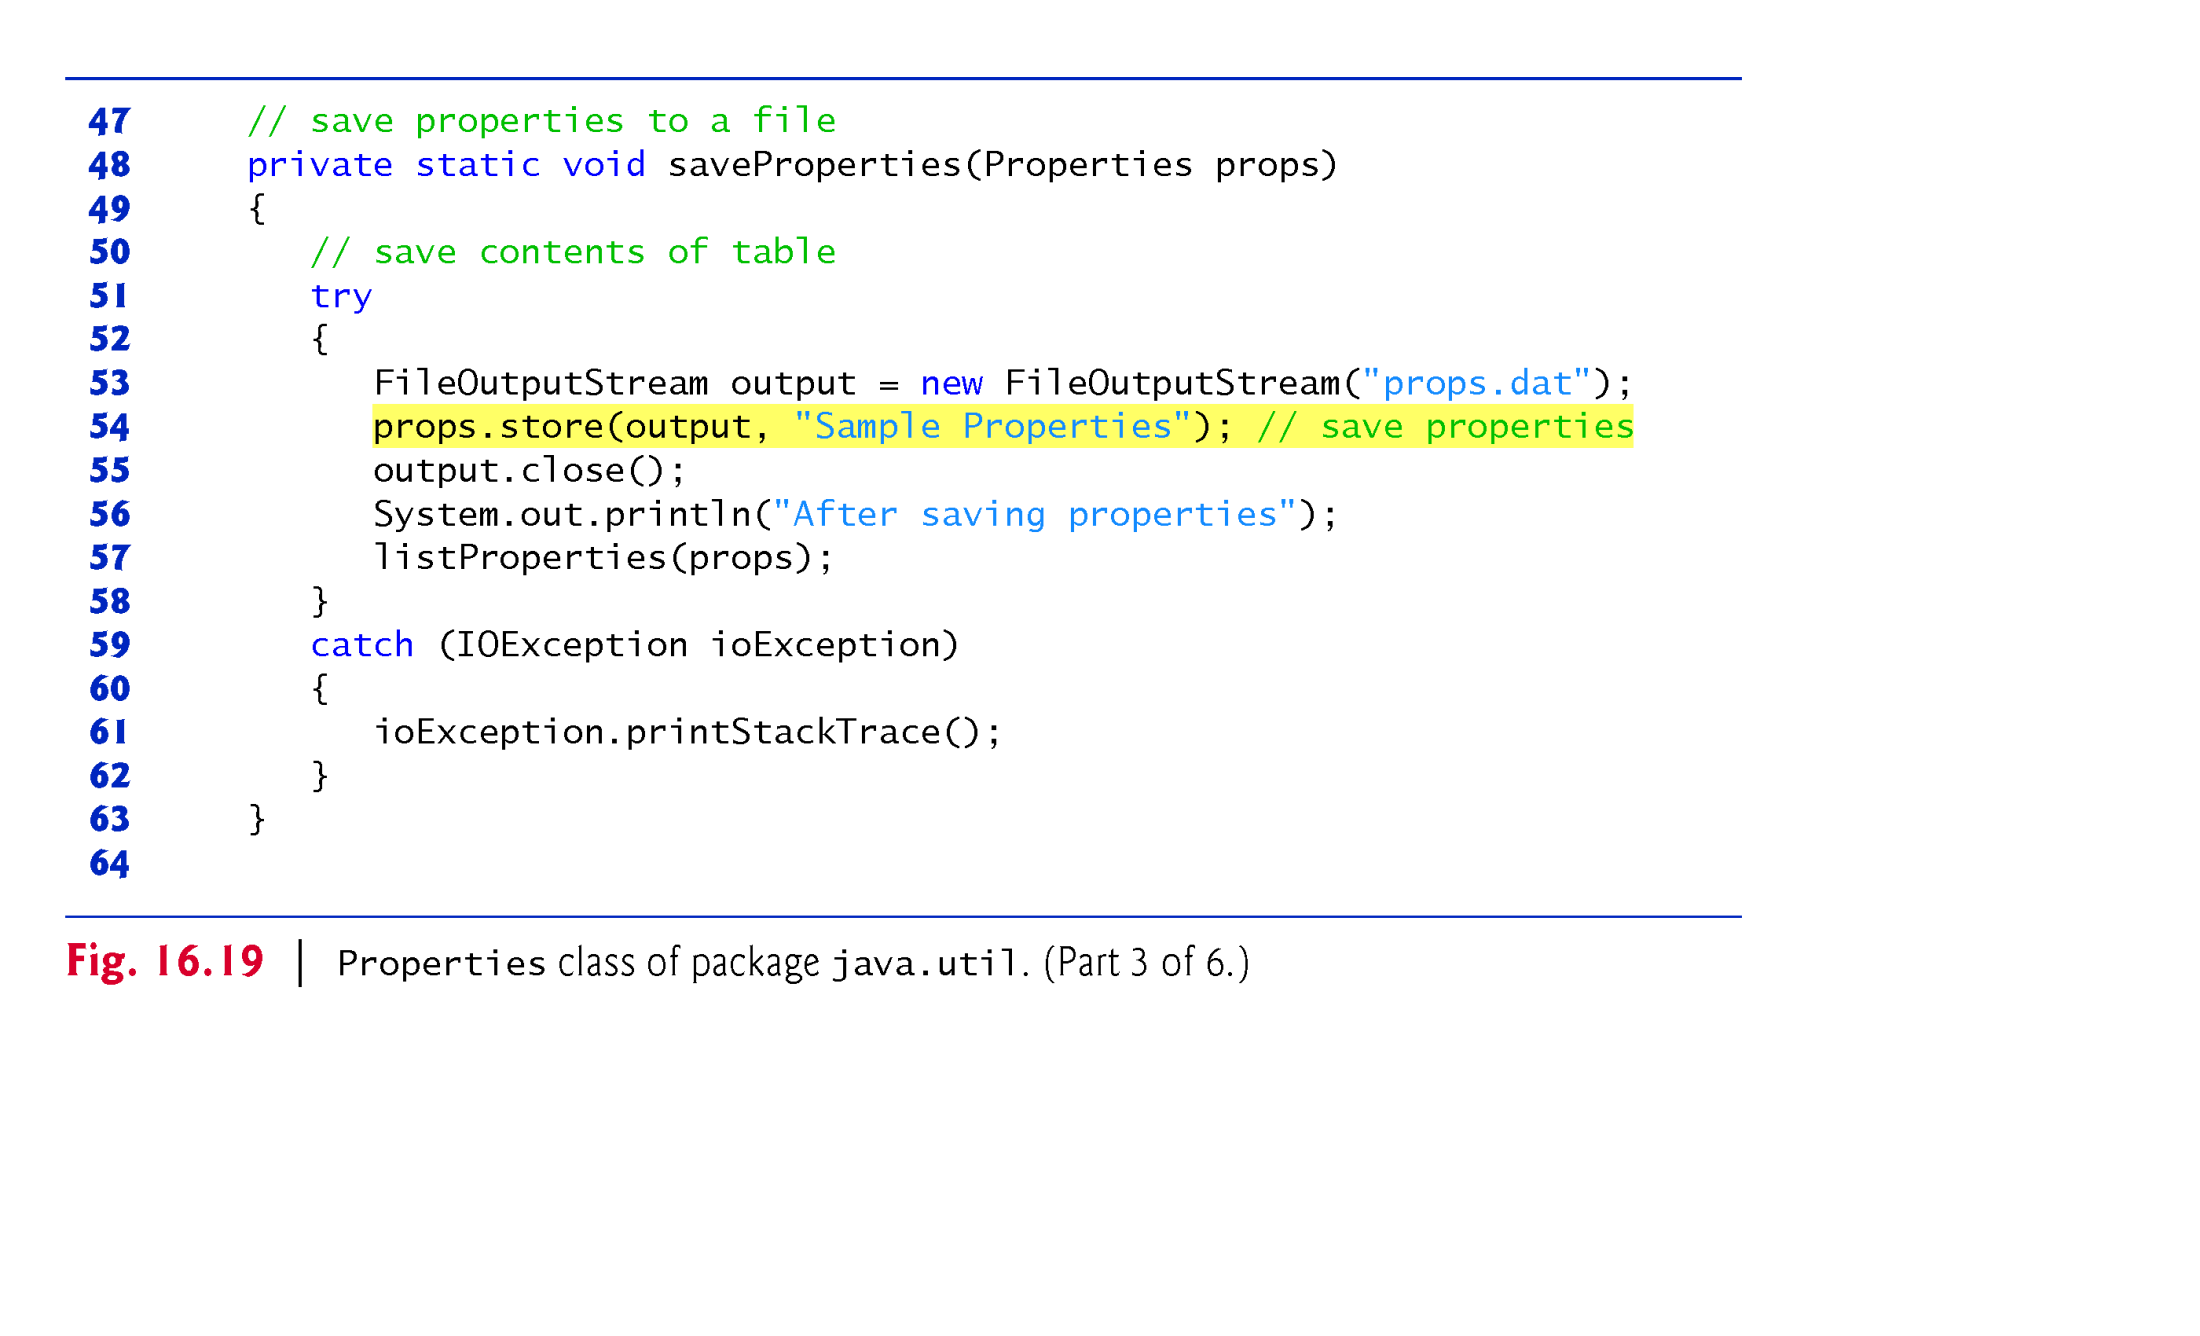 47 // save properties to a file
48 private static void saveProperties(Properties props)
49 {
50 // save contents of table
51 try
52 {
53 FileOutputStream output = new FileOutputStream("props.dat");
54 props.store(output, "Sample Properties"); // save properties
55 output.close();
56 System.out.println("After saving properties");
57 listProperties(props);
58 }
59 catch (IOException ioException)
60 {
61 ioException.printStackTrace();
62 }
63 }
64
Fig. 16.19 | Properties class of package java.util. (Part 3 of 6.)